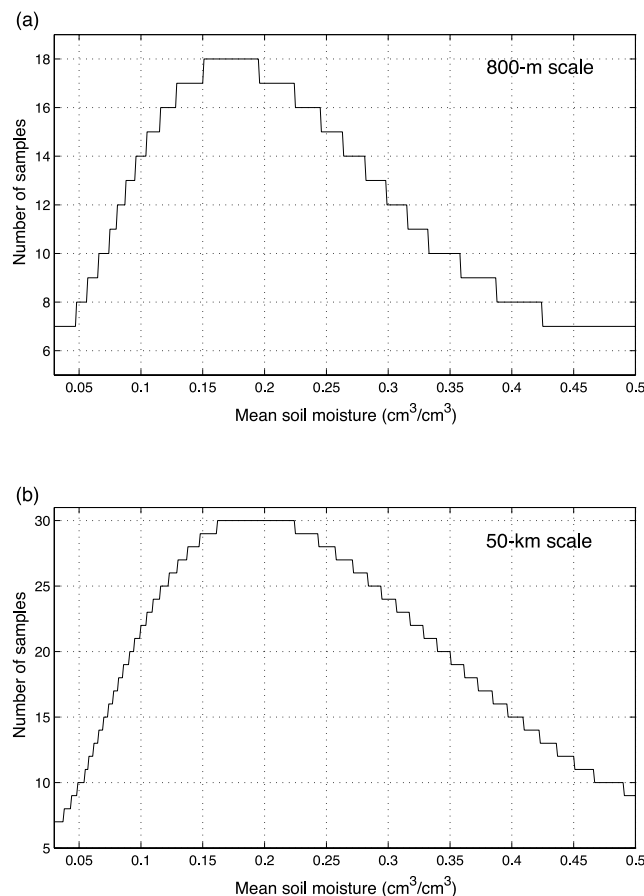 (a)
800-m scale
18
16
14
12
10
8
6
Number of samples
0.05 0.1 0.15 0.2 0.25 0.3 0.35 0.4 0.45 0.5
Mean soil moisture (cm³/cm³)
(b)
50-km scale
30
25
20
15
10
5
Number of samples
0.05 0.1 0.15 0.2 0.25 0.3 0.35 0.4 0.45 0.5
Mean soil moisture (cm³/cm³)